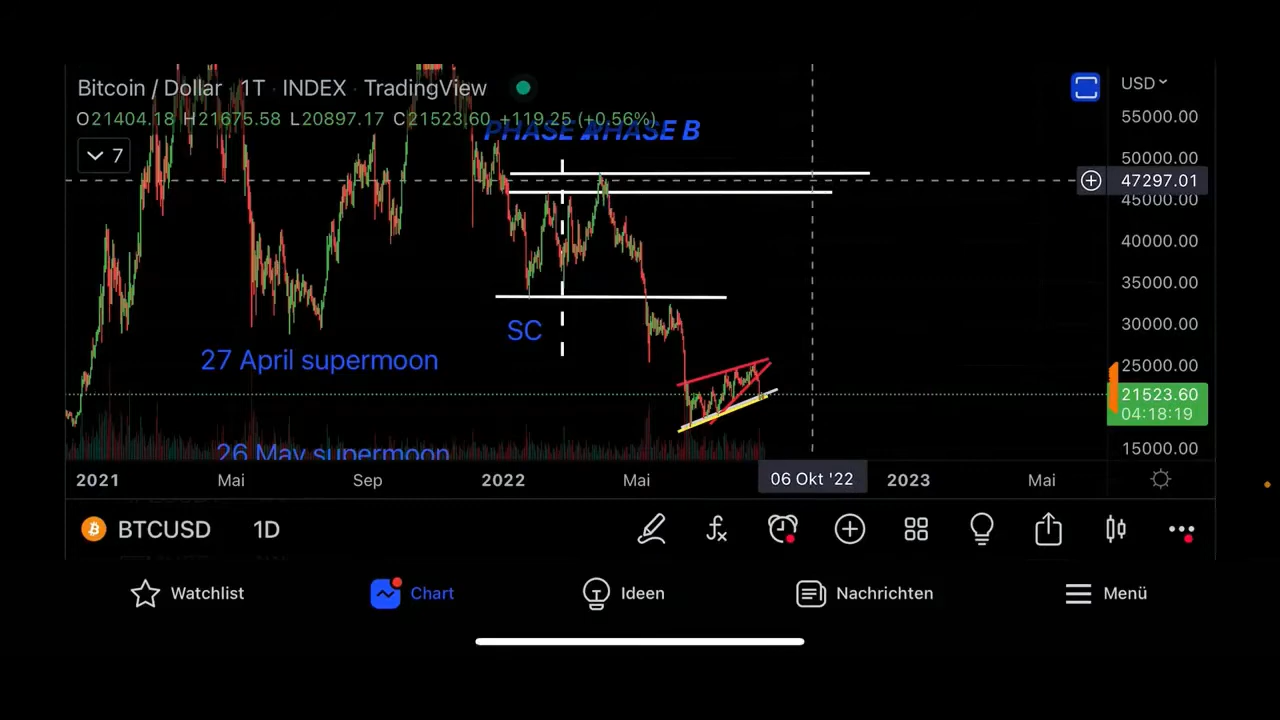 Bitcoin / Dollar · 1T · INDEX · TradingView
USD
O21404.18 H21675.58 L20897.17 C21523.60 +119.25 (+0.56%)
PHASE A PHASE B
7
55000.00
50000.00
47297.01
45000.00
40000.00
35000.00
30000.00
25000.00
21523.60
04:18:19
15000.00
SC
27 April supermoon
26 May supermoon
2021 Mai Sep 2022 Mai 06 Okt '22 2023 Mai
BTCUSD 1D
Watchlist Chart Ideen Nachrichten Menü